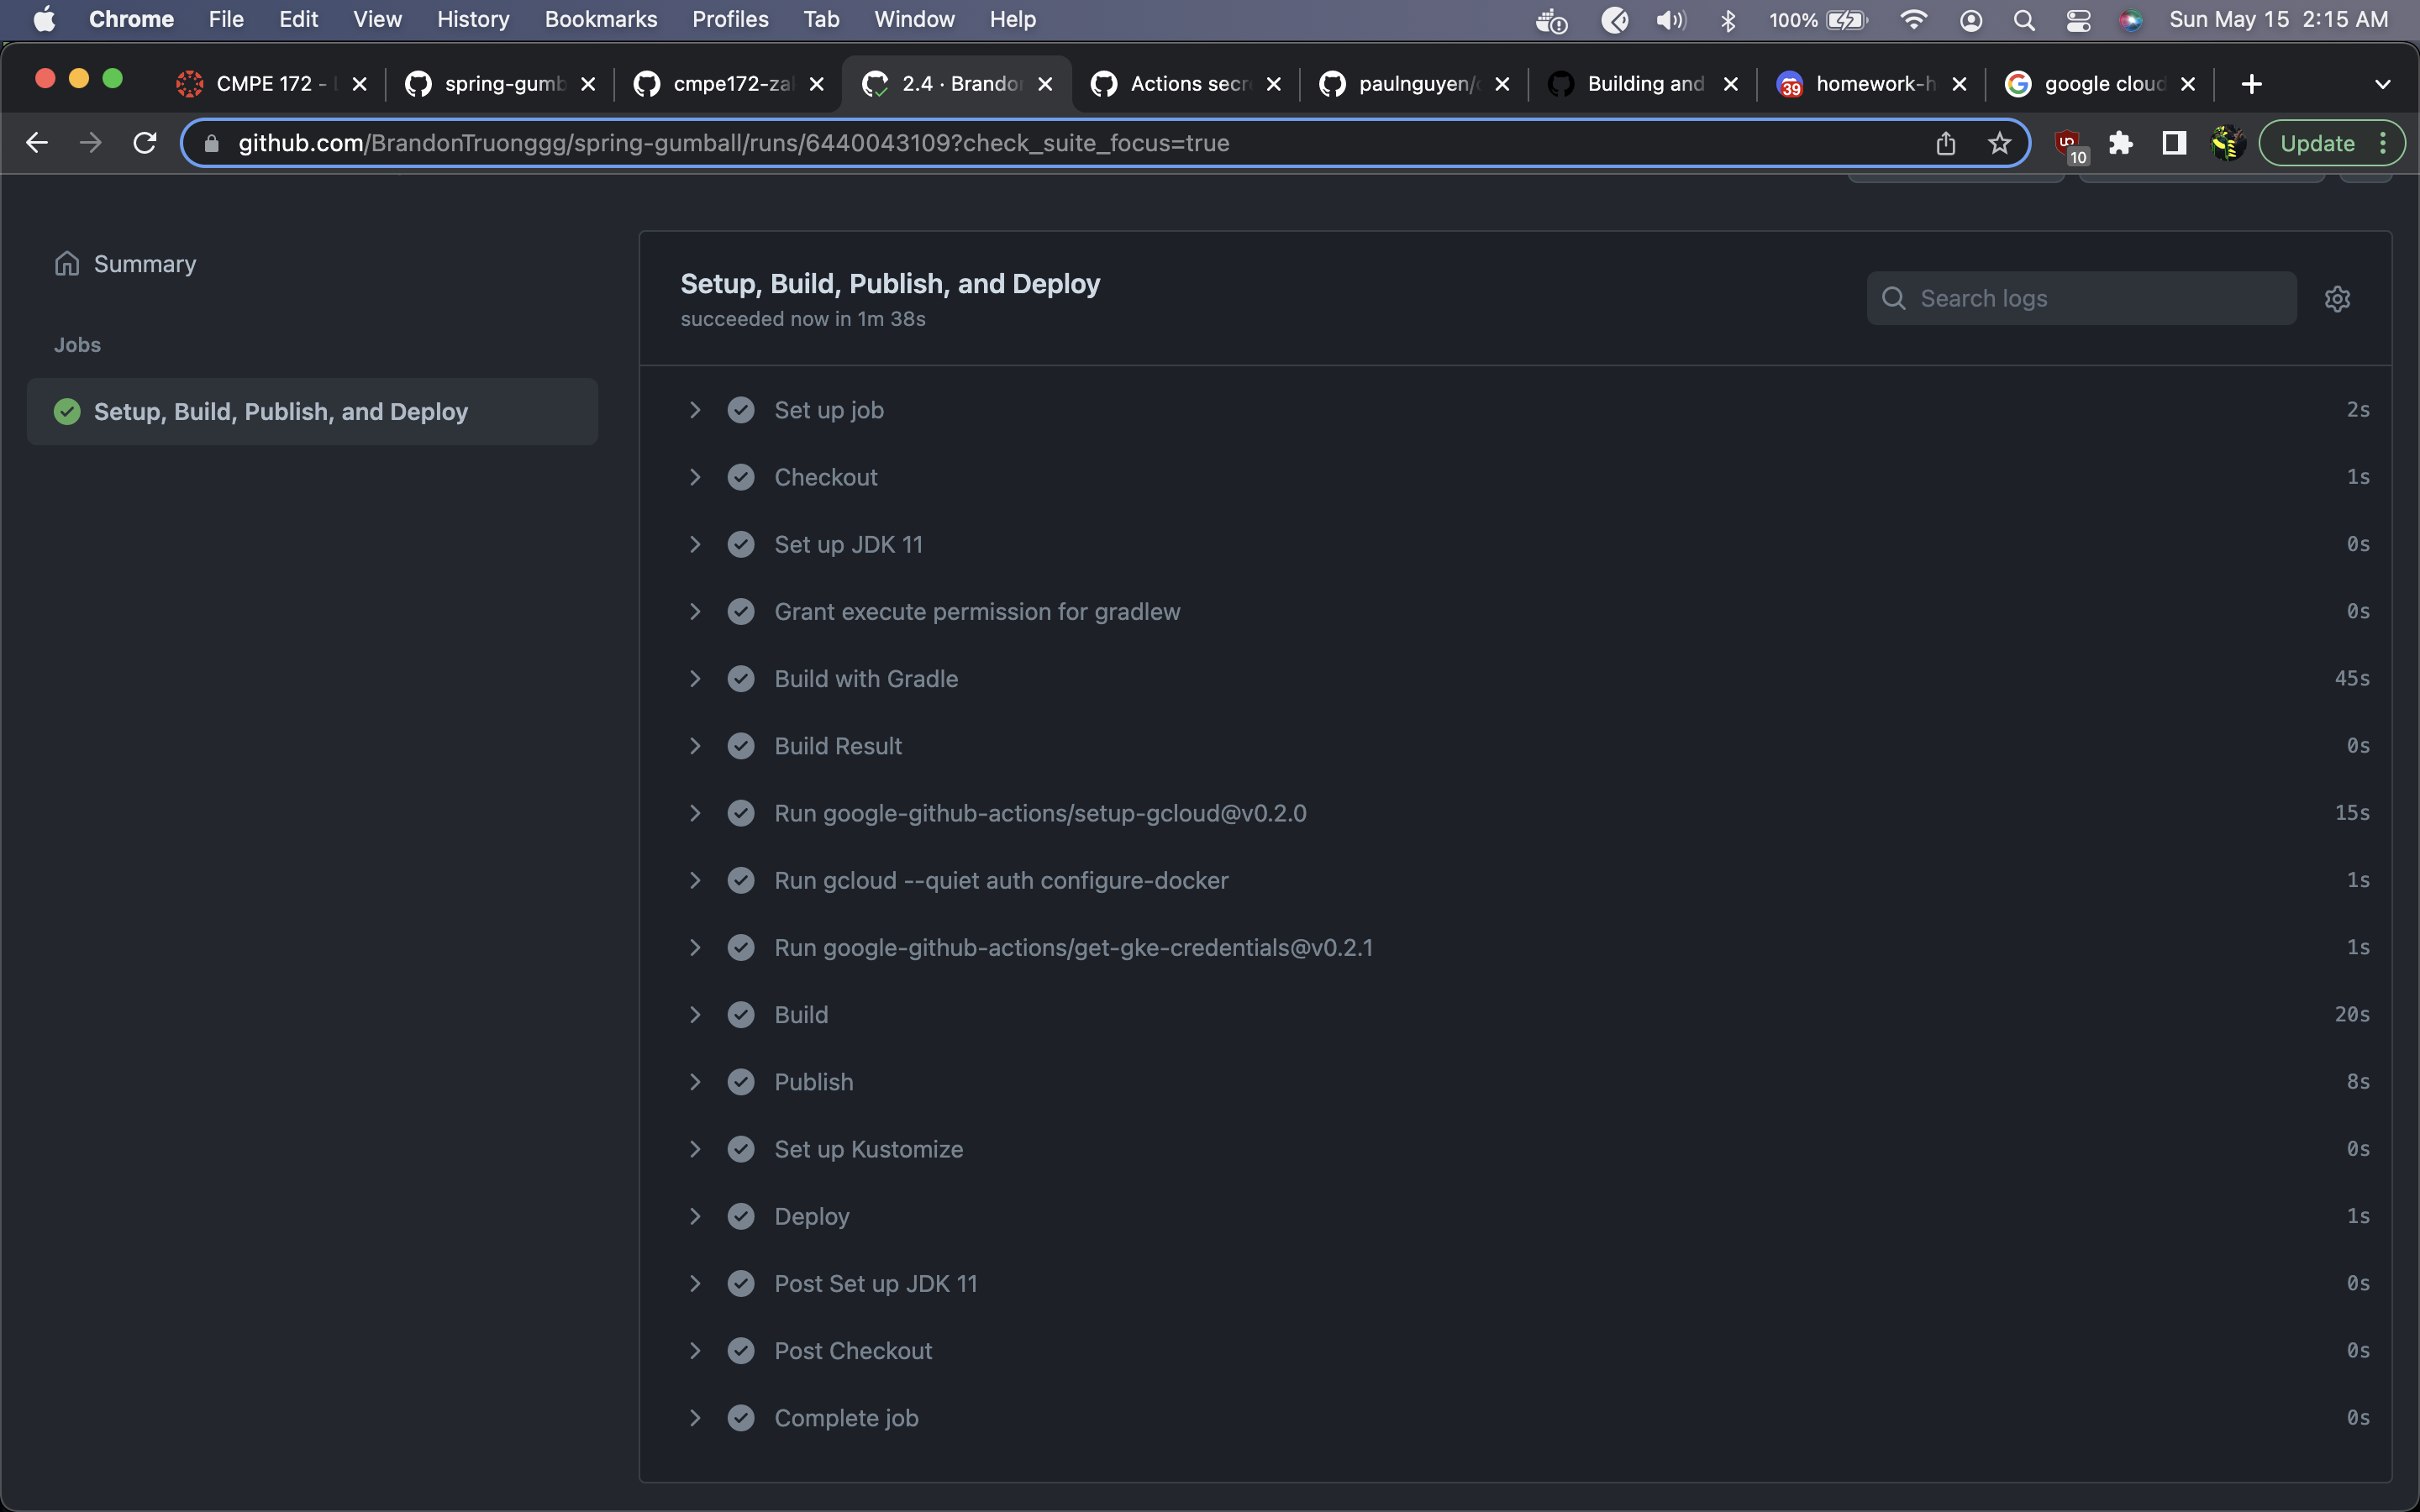 Chrome File Edit View History Bookmarks Profiles Tab Window Help 100% Sun May 15 2:15 AM
CMPE 172 - spring-gumb cmpe172-zal 2.4 · Brandon Actions secr paulnguyen/ Building and 39 homework-h google cloud
github.com/BrandonTruonggg/spring-gumball/runs/6440043109?check_suite_focus=true 10 Update
Summary
Jobs
Setup, Build, Publish, and Deploy
Setup, Build, Publish, and Deploy
succeeded now in 1m 38s
Search logs
Set up job 2s
Checkout 1s
Set up JDK 11 0s
Grant execute permission for gradlew 0s
Build with Gradle 45s
Build Result 0s
Run google-github-actions/setup-gcloud@v0.2.0 15s
Run gcloud --quiet auth configure-docker 1s
Run google-github-actions/get-gke-credentials@v0.2.1 1s
Build 20s
Publish 8s
Set up Kustomize 0s
Deploy 1s
Post Set up JDK 11 0s
Post Checkout 0s
Complete job 0s